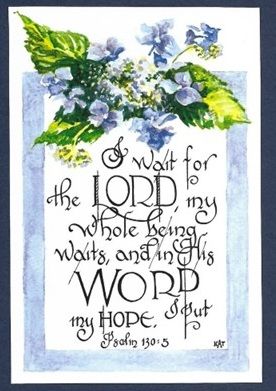 I wait for
the LORD, my
whole being
waits, and in His
WORD
my HOPE. I put
Psalm 130:5
KAT